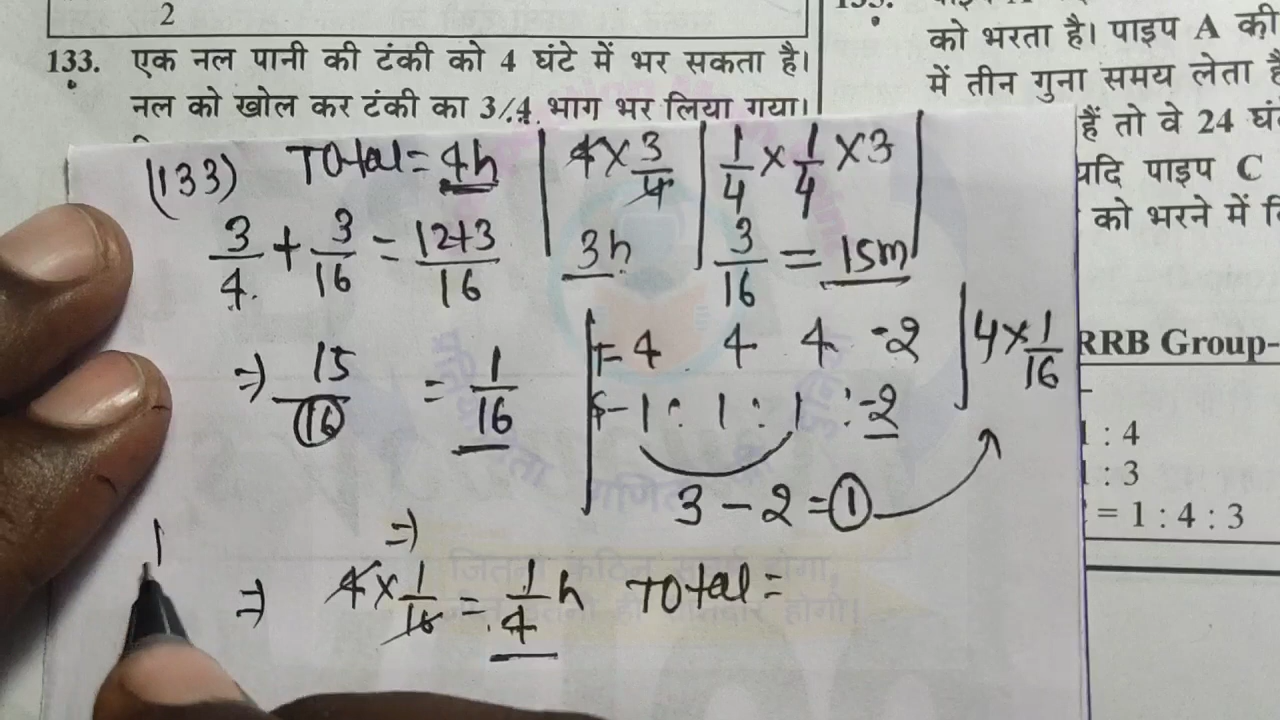 2
133. एक नल पानी की टंकी को 4 घंटे में भर सकता है।
नल को खोल कर टंकी का 3/4 भाग भर लिया गया।
(133) Total = 4h | 4 × 3/4 | 1/4 × 1/4 × 3
3/4 + 3/16 = 12+3/16 | 3h | 3/16 = 15m
⇒ 15/16 = 1/16
4 4 4 -2 | 4 × 1/16
1 : 1 : 1 : -2
3 - 2 = 1
⇒
⇒ 4 × 1/16 = 1/4 h Total =
को भरता है। पाइप A की
में तीन गुना समय लेता है
हैं तो वे 24 घं
यदि पाइप C
को भरने में
RRB Group-
1 : 4
1 : 3
= 1 : 4 : 3